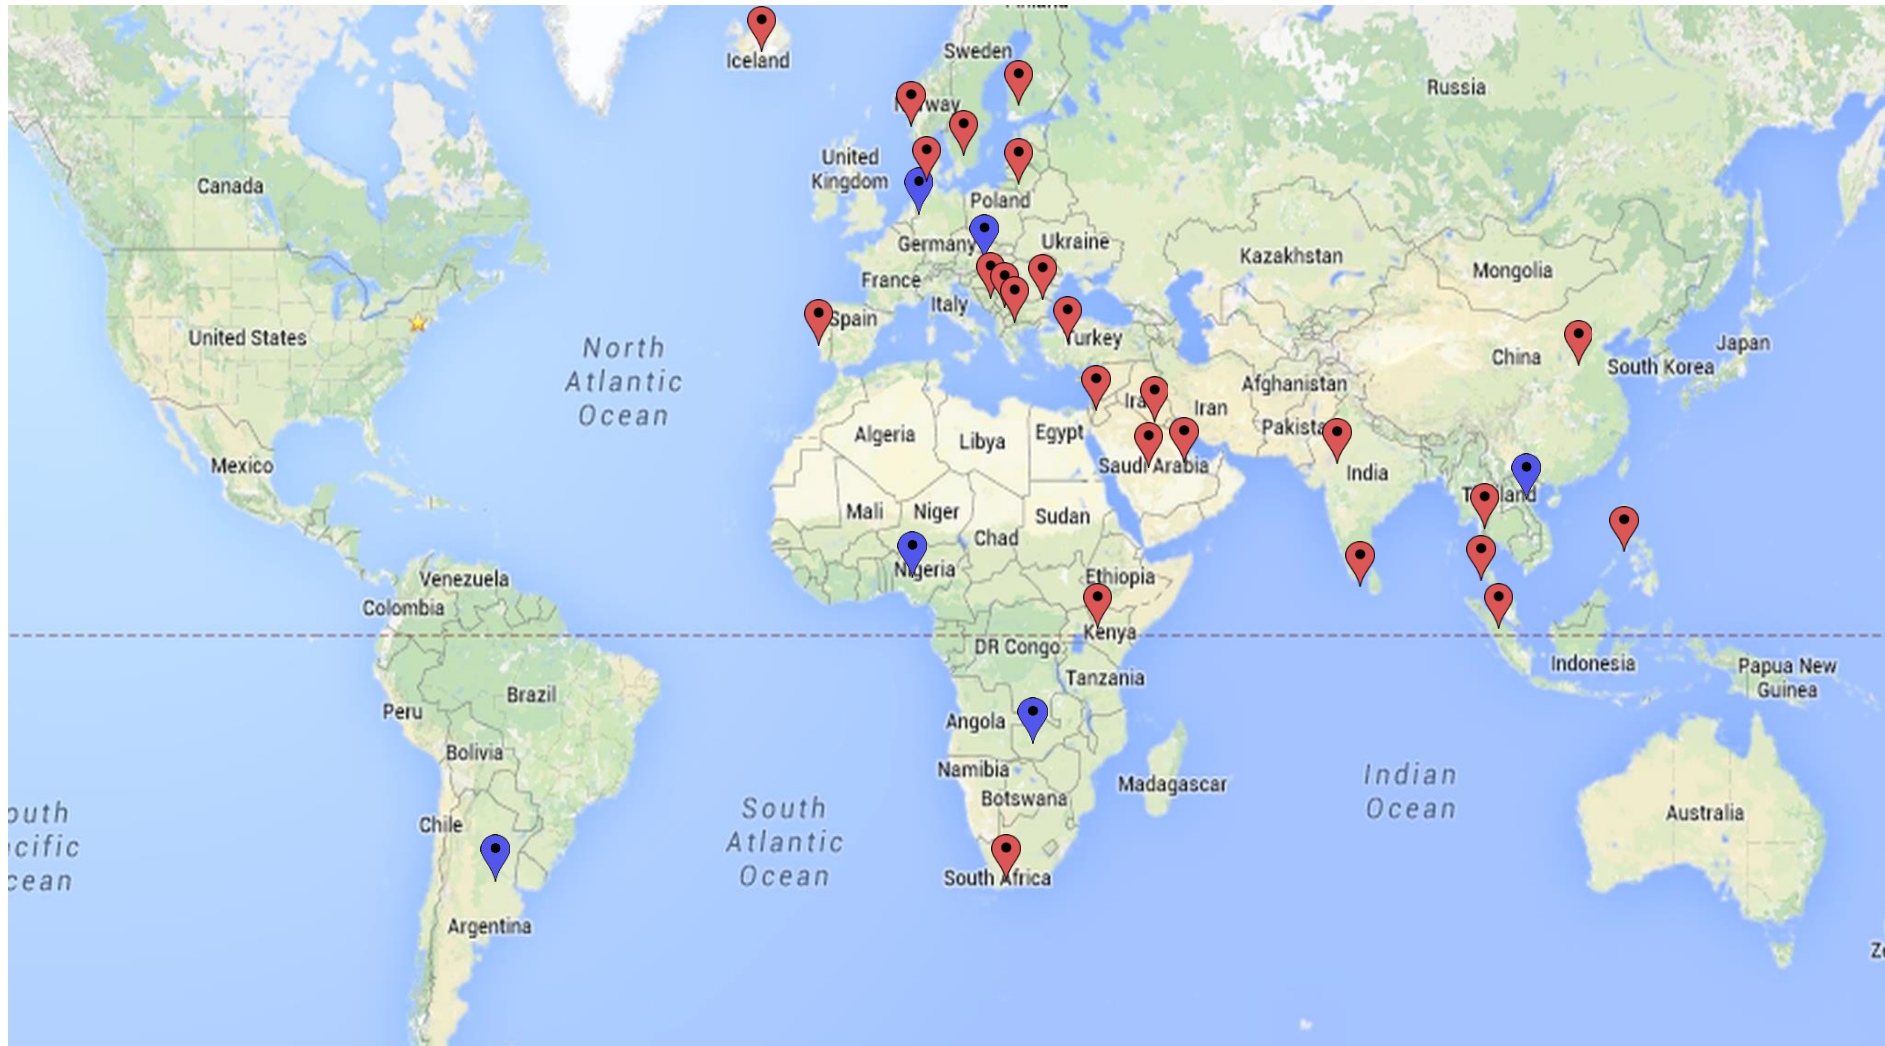 Iceland
Sweden
Russia
United
Kingdom
Canada
Poland
Germany
Ukraine
Kazakhstan
Mongolia
France
Italy
Spain
United States
North
Atlantic
Ocean
Turkey
China
Japan
South Korea
Afghanistan
Iran
Algeria
Libya
Egypt
Mexico
Saudi Arabia
India
Mali
Niger
Sudan
Chad
Nigeria
Ethiopia
Venezuela
Colombia
Kenya
DR Congo
Indonesia
Papua New
Guinea
Tanzania
Brazil
Peru
Angola
Bolivia
Namibia
Madagascar
Indian
Ocean
Botswana
South
Atlantic
Ocean
Chile
Australia
South Africa
Argentina